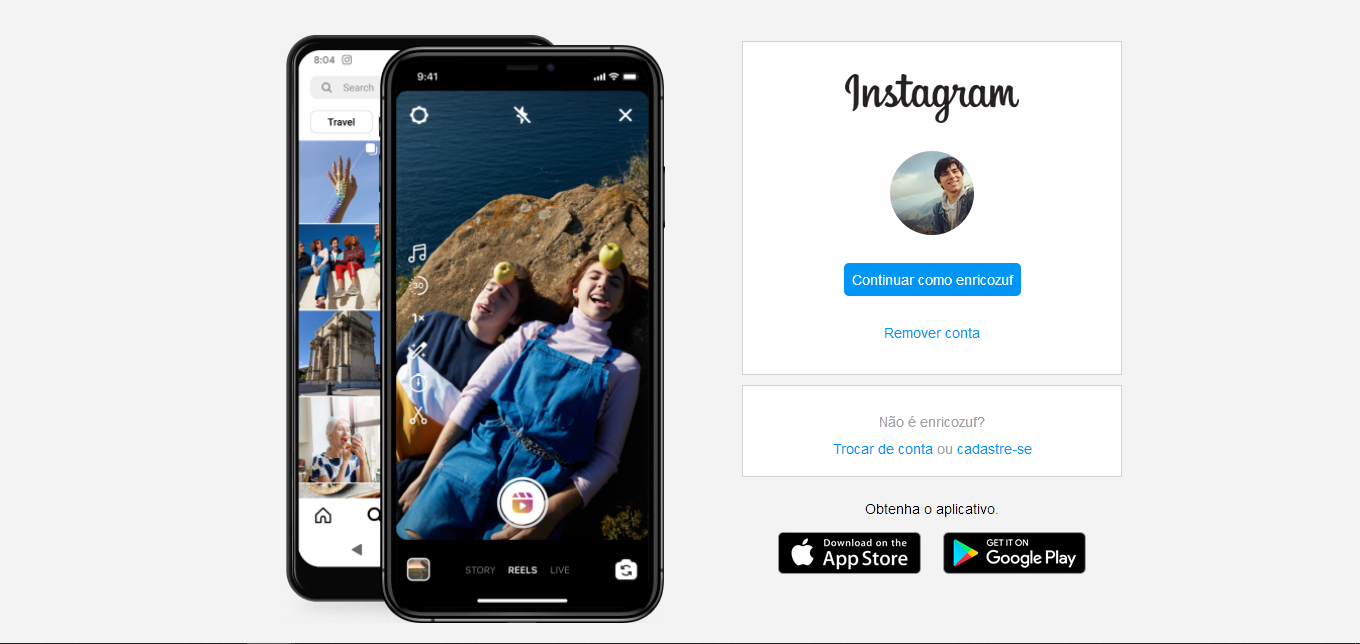 8:04
Search
Travel
9:41
30
1×
STORY REELS LIVE
Instagram
Continuar como enricozuf
Remover conta
Não é enricozuf?
Trocar de conta ou cadastre-se
Obtenha o aplicativo.
Download on the
App Store
GET IT ON
Google Play